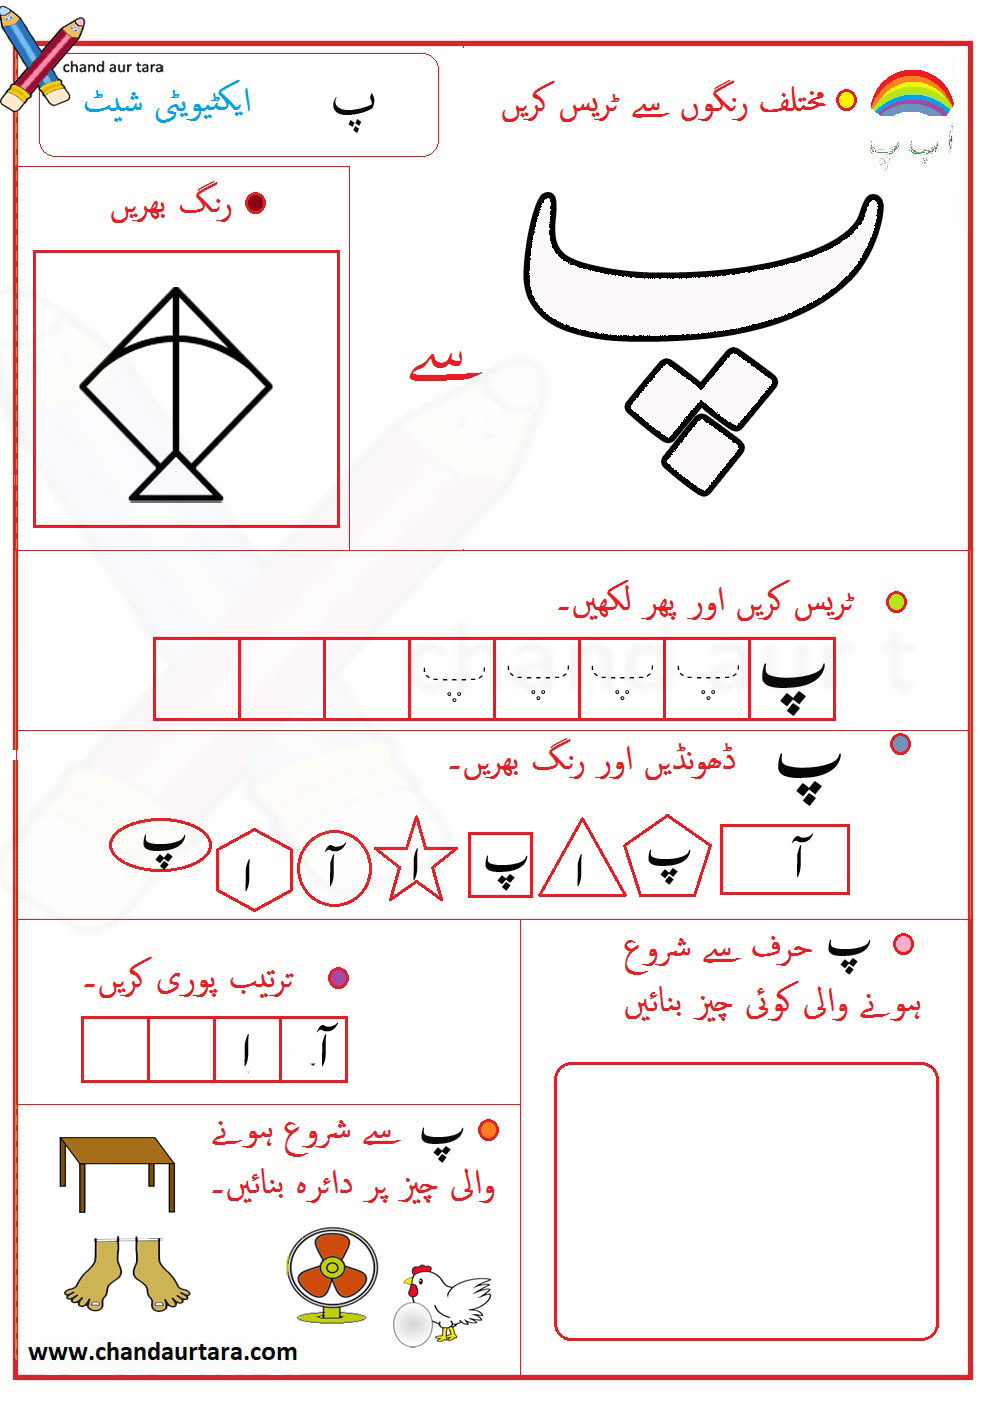 chand aur tara
پ ایکٹیویٹی شیٹ
مختلف رنگوں سے ٹریس کریں
ا پ پ
رنگ بھریں
پ
سے
ٹریس کریں اور پھر لکھیں۔
پ پ پ پ پ
پ ڈھونڈیں اور رنگ بھریں۔
آ پ ا پ ا آ ا پ
پ حرف سے شروع
ہونے والی کوئی چیز بنائیں
ترتیب پوری کریں۔
آ ا
پ سے شروع ہونے
والی چیز پر دائرہ بنائیں۔
www.chandaurtara.com
chand aur t